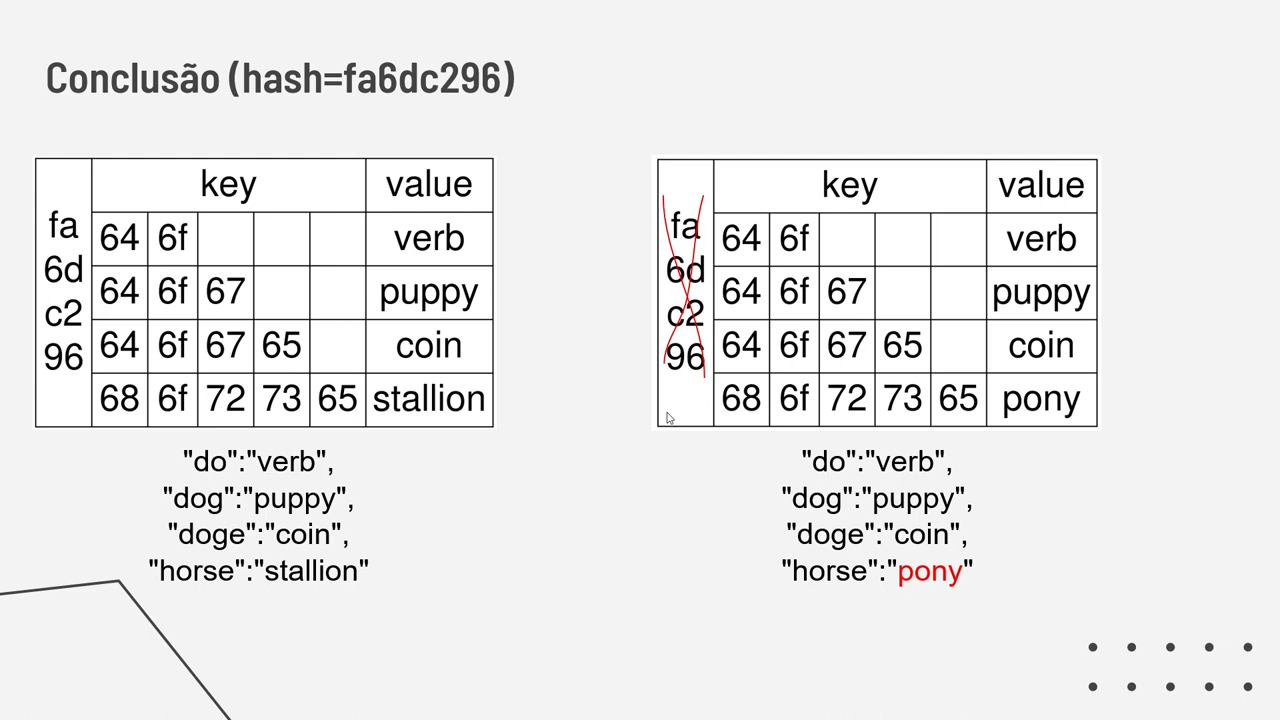 Conclusão (hash=fa6dc296)
key value
fa
6d
c2
96
64 6f verb
64 6f 67 puppy
64 6f 67 65 coin
68 6f 72 73 65 stallion
"do":"verb",
"dog":"puppy",
"doge":"coin",
"horse":"stallion"
key value
fa
6d
c2
96
64 6f verb
64 6f 67 puppy
64 6f 67 65 coin
68 6f 72 73 65 pony
"do":"verb",
"dog":"puppy",
"doge":"coin",
"horse":"pony"